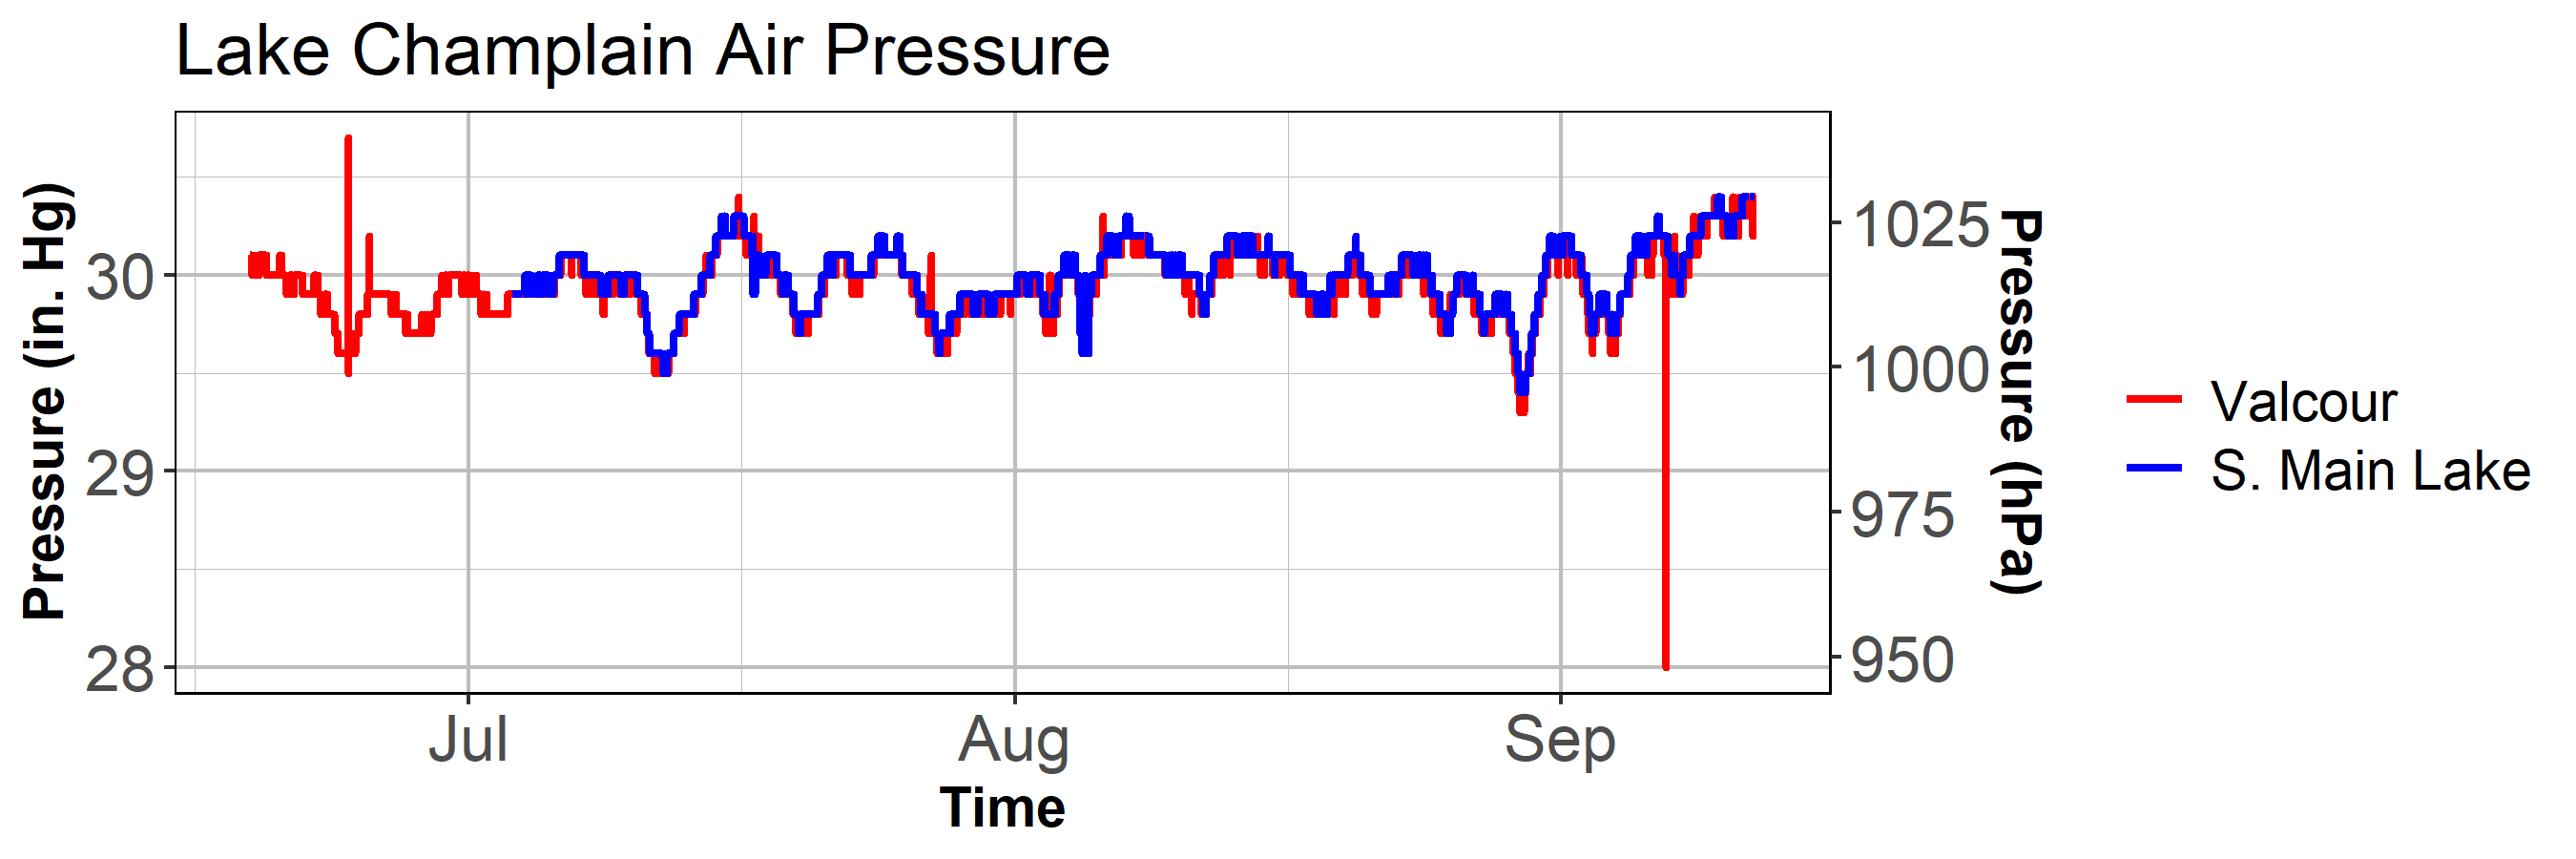 Lake Champlain Air Pressure
Pressure (in. Hg)
30
29
28
1025
1000
975
950
Pressure (hPa)
Jul
Aug
Sep
Time
Valcour
S. Main Lake